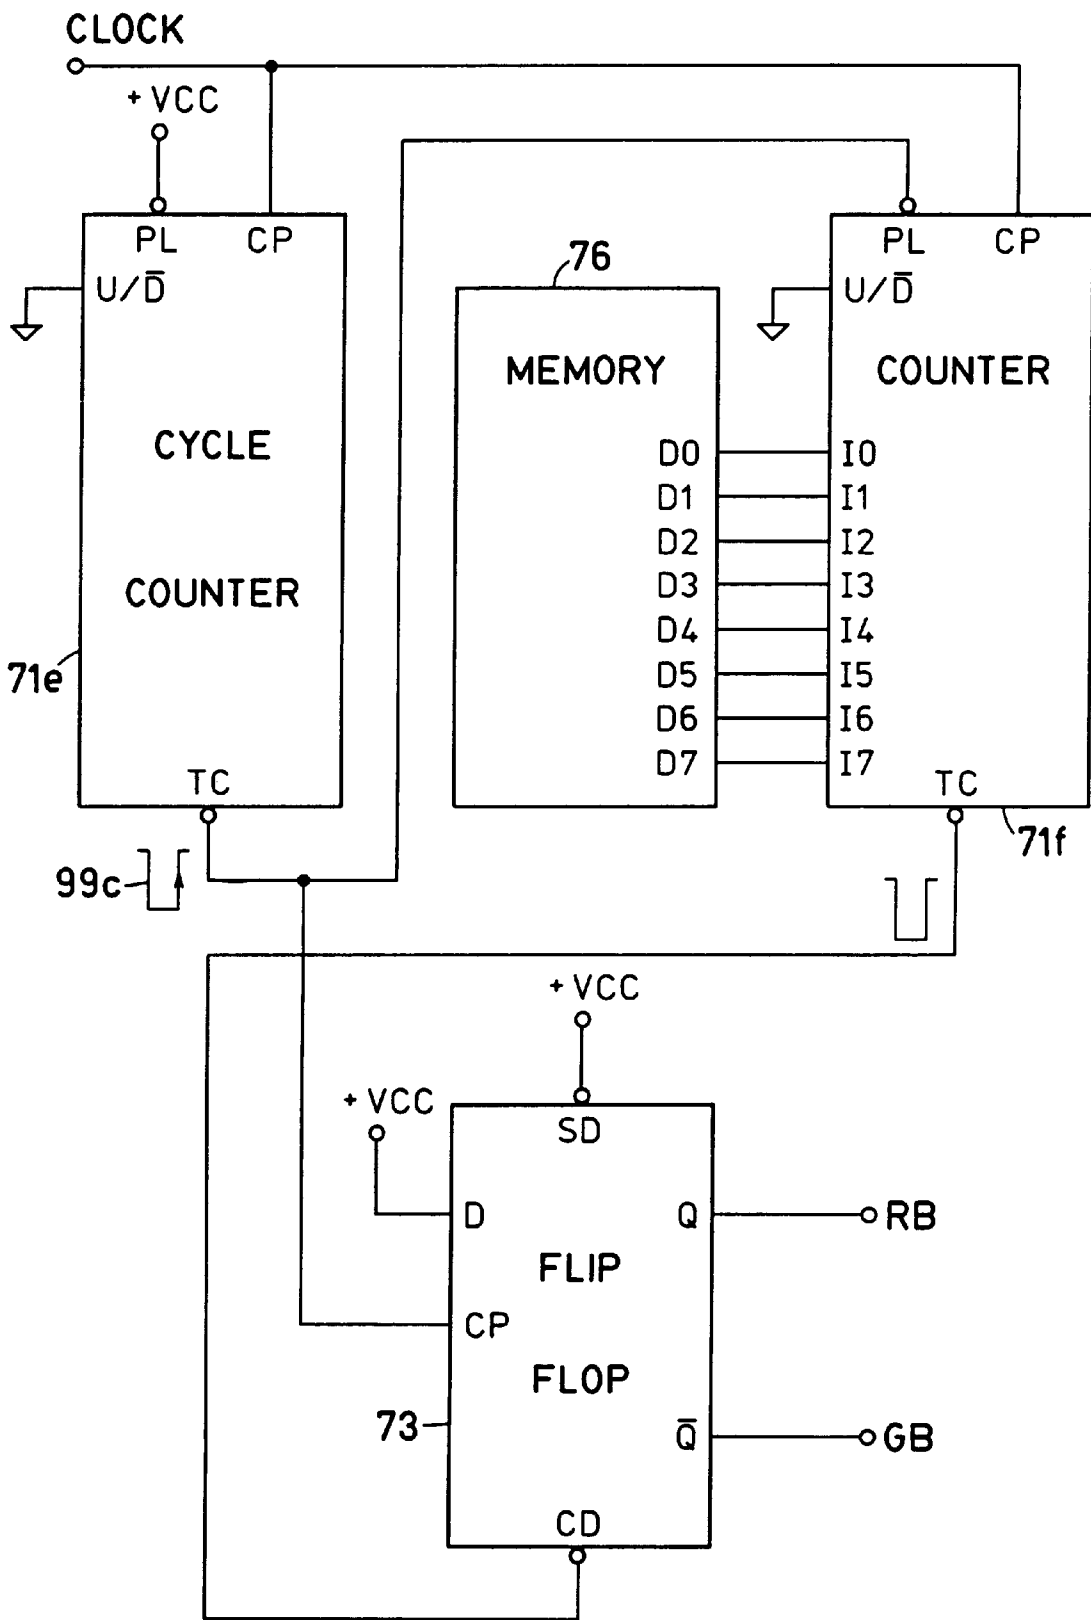 CLOCK
+ VCC
PL CP
U/D̅
CYCLE
COUNTER
71e
TC
99c
76
MEMORY
D0
D1
D2
D3
D4
D5
D6
D7
PL CP
U/D̅
COUNTER
I0
I1
I2
I3
I4
I5
I6
I7
TC
71f
+ VCC
+ VCC
SD
D
Q
RB
FLIP
CP
FLOP
73
Q̅
GB
CD